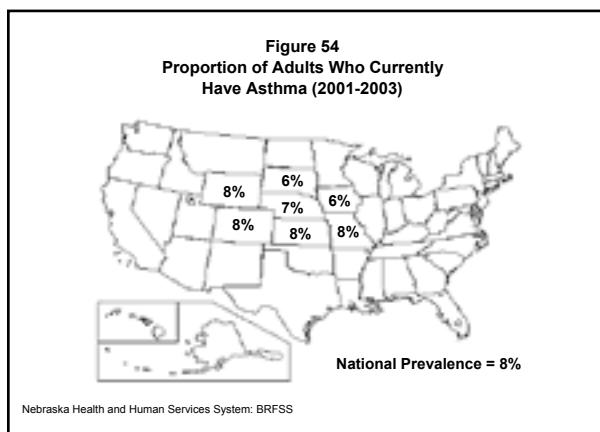 Figure 54
Proportion of Adults Who Currently
Have Asthma (2001-2003)
6%
8%
6%
7%
8%
8%
8%
National Prevalence = 8%
Nebraska Health and Human Services System: BRFSS